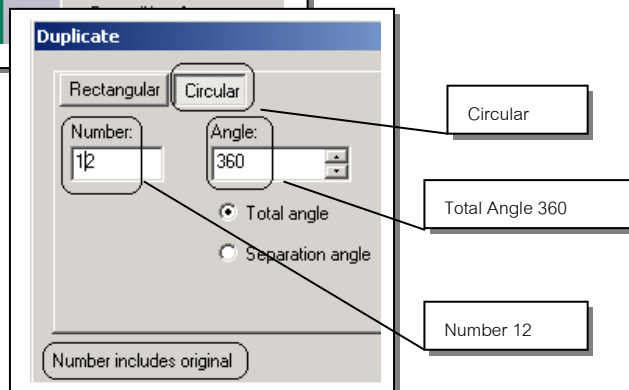 Duplicate
Rectangular Circular
Number: Angle:
12 360
Total angle
Separation angle
Number includes original
Circular
Total Angle 360
Number 12